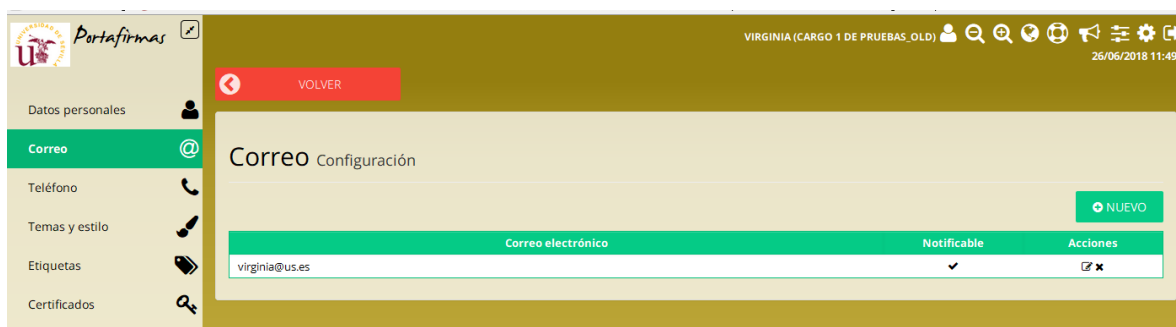 Portafirmas
VIRGINIA (CARGO 1 DE PRUEBAS_OLD)
26/06/2018 11:49
VOLVER
Datos personales
Correo @
Teléfono
Temas y estilo
Etiquetas
Certificados
Correo Configuración
NUEVO
Correo electrónico Notificable Acciones
virginia@us.es